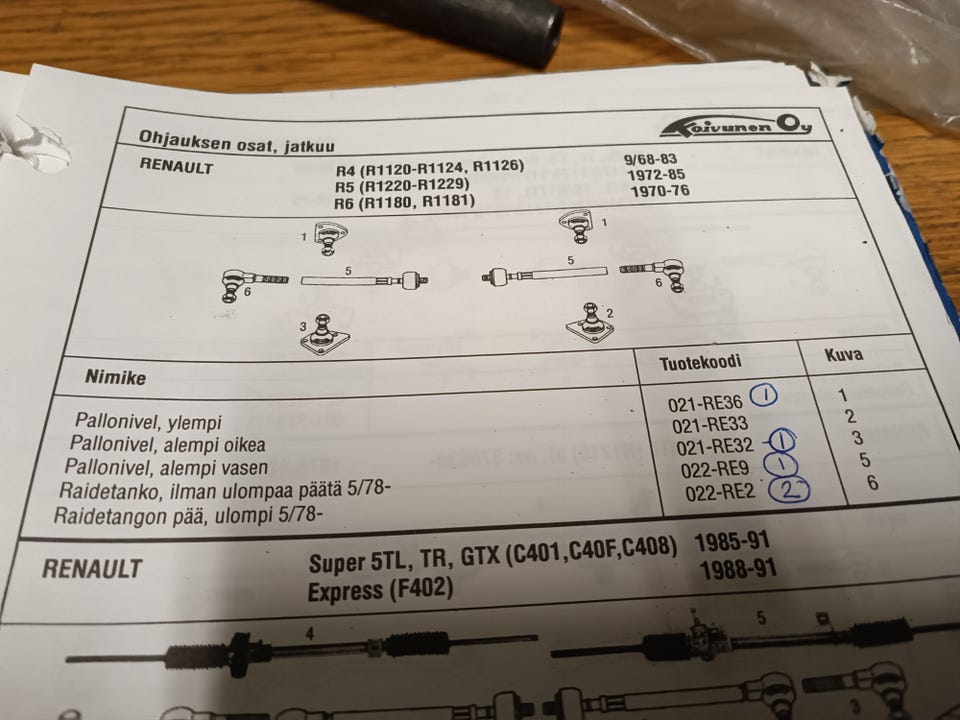 Ohjauksen osat, jatkuu
Koivunen Oy
RENAULT R4 (R1120-R1124, R1126) 9/68-83
R5 (R1220-R1229) 1972-85
R6 (R1180, R1181) 1970-76
1 1
5 5
6 6
3 2
Nimike Tuotekoodi Kuva
Pallonivel, ylempi 021-RE36 1 1
Pallonivel, alempi oikea 021-RE33 2
Pallonivel, alempi vasen 021-RE32 -1 3
Raidetanko, ilman ulompaa päätä 5/78- 022-RE9 1 5
Raidetangon pää, ulompi 5/78- 022-RE2 2 6
RENAULT Super 5TL, TR, GTX (C401,C40F,C408) 1985-91
Express (F402) 1988-91
4 5
3